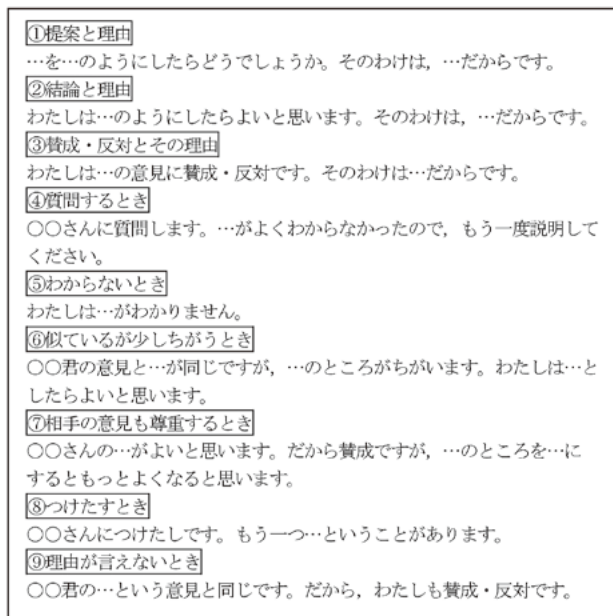 ①提案と理由
…を…のようにしたらどうでしょうか。そのわけは，…だからです。
②結論と理由
わたしは…のようにしたらよいと思います。そのわけは，…だからです。
③賛成・反対とその理由
わたしは…の意見に賛成・反対です。そのわけは…だからです。
④質問するとき
○○さんに質問します。…がよくわからなかったので，もう一度説明して
ください。
⑤わからないとき
わたしは…がわかりません。
⑥似ているが少しちがうとき
○○君の意見と…が同じですが，…のところがちがいます。わたしは…と
したらよいと思います。
⑦相手の意見も尊重するとき
○○さんの…がよいと思います。だから賛成ですが，…のところを…に
するともっとよくなると思います。
⑧つけたすとき
○○さんにつけたしです。もう一つ…ということがあります。
⑨理由が言えないとき
○○君の…という意見と同じです。だから，わたしも賛成・反対です。